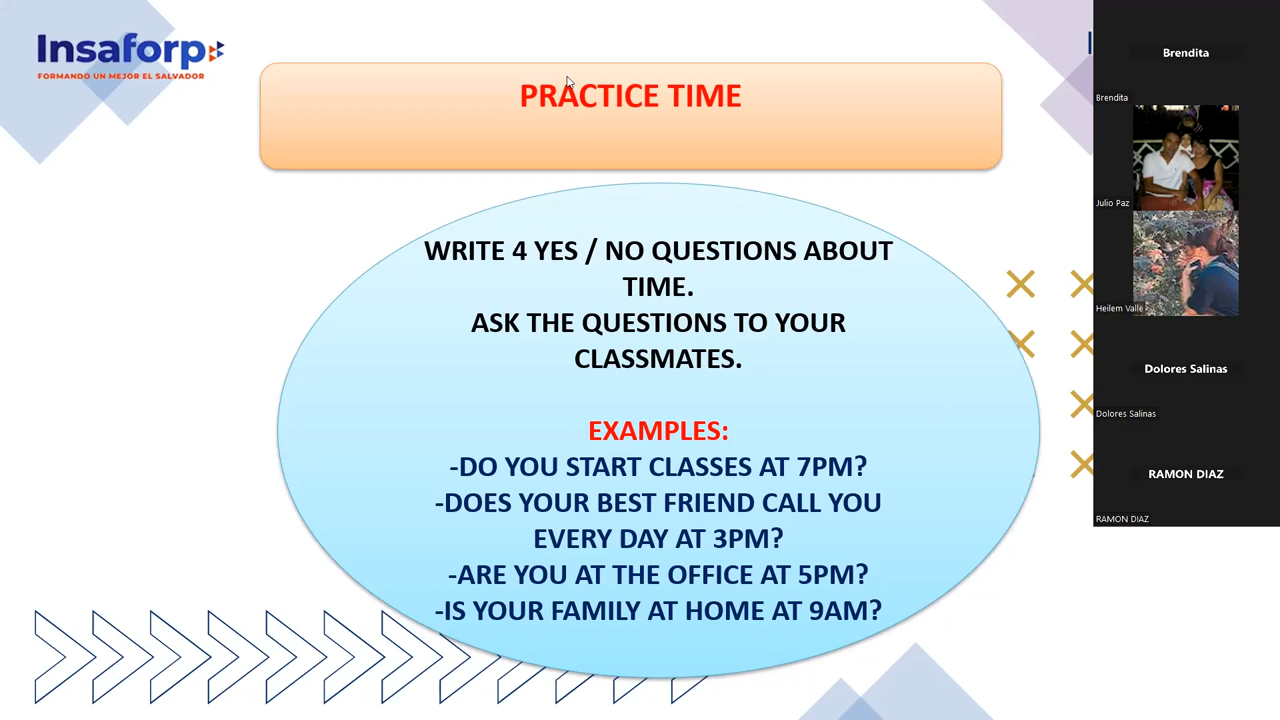 Insaforp
FORMANDO UN MEJOR EL SALVADOR
PRACTICE TIME
WRITE 4 YES / NO QUESTIONS ABOUT
TIME.
ASK THE QUESTIONS TO YOUR
CLASSMATES.
EXAMPLES:
-DO YOU START CLASSES AT 7PM?
-DOES YOUR BEST FRIEND CALL YOU
EVERY DAY AT 3PM?
-ARE YOU AT THE OFFICE AT 5PM?
-IS YOUR FAMILY AT HOME AT 9AM?
Brendita
Brendita
Julio Paz
Heilem Valle
Dolores Salinas
Dolores Salinas
RAMON DIAZ
RAMON DIAZ